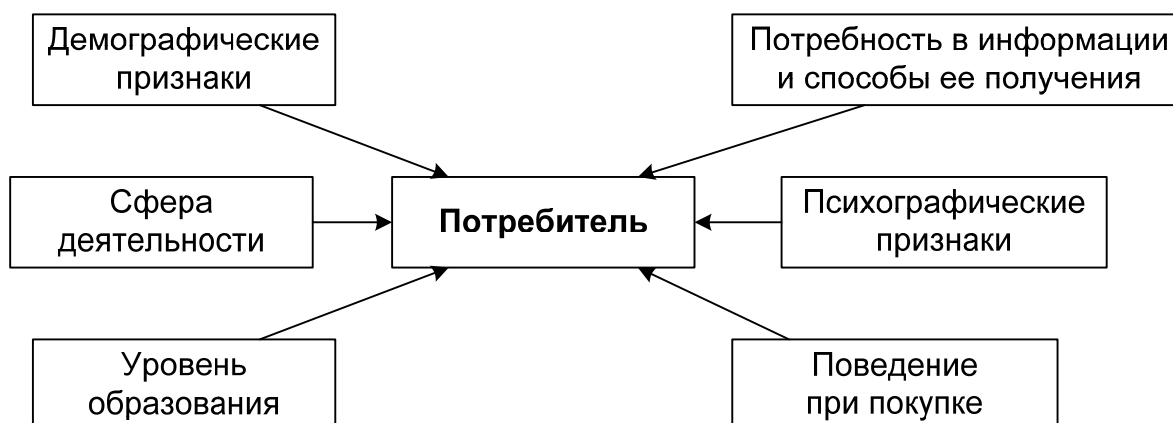 Демографические
признаки
Потребность в информации
и способы ее получения
Сфера
деятельности
Потребитель
Психографические
признаки
Уровень
образования
Поведение
при покупке